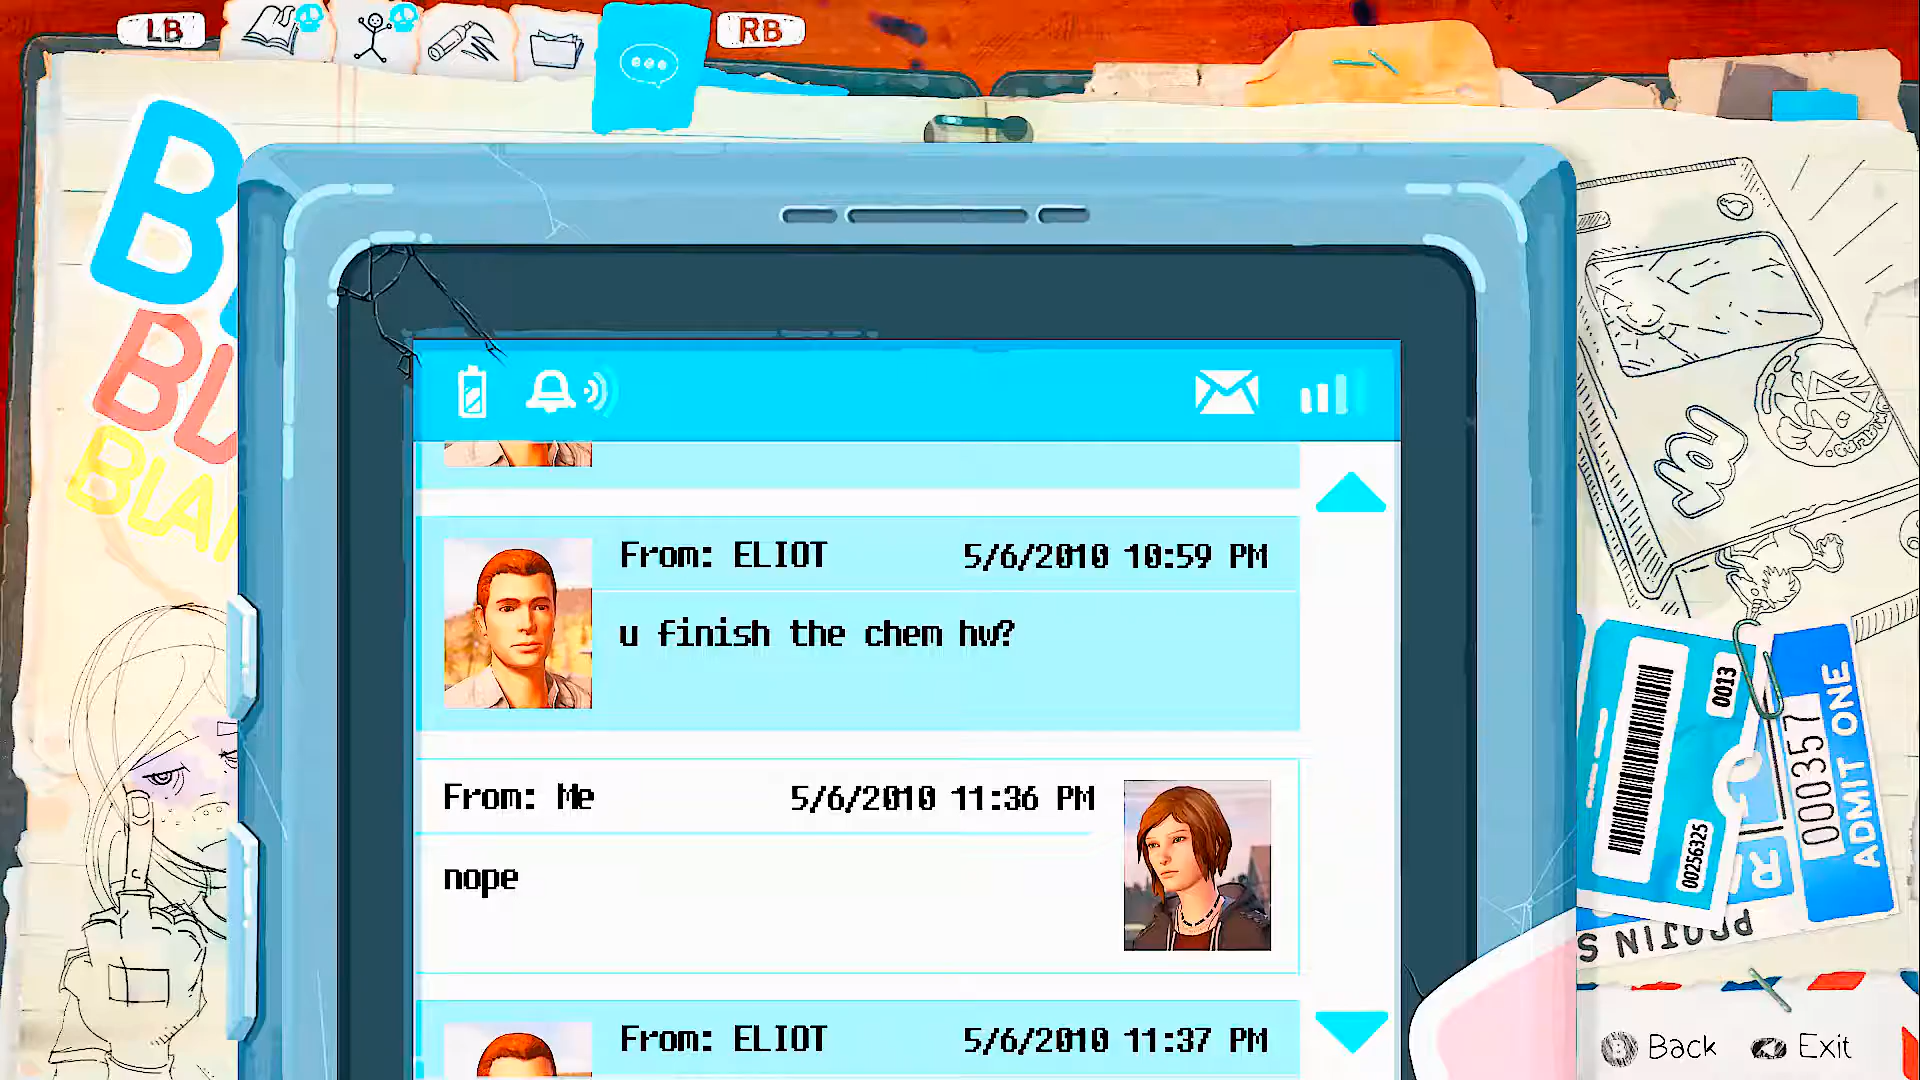 LB
RB
From: ELIOT 5/6/2010 10:59 PM
u finish the chem hw?
From: Me 5/6/2010 11:36 PM
nope
From: ELIOT 5/6/2010 11:37 PM
0013
00256325
000357
ADMIT ONE
Back
Exit